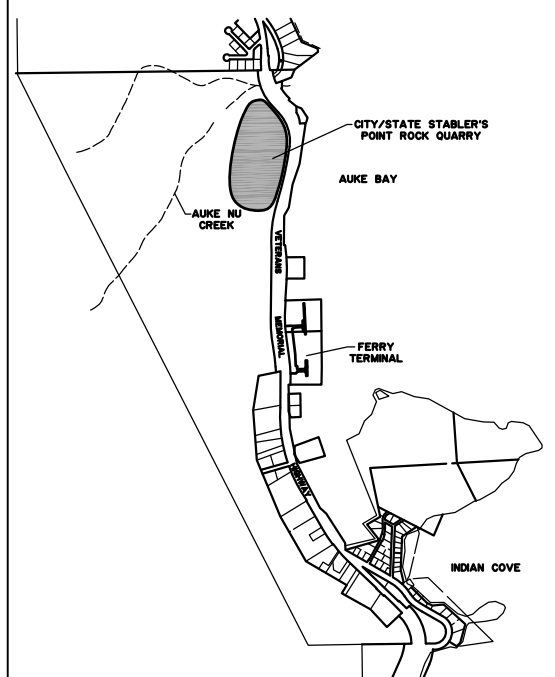 CITY/STATE STABLER'S
POINT ROCK QUARRY
AUKE BAY
AUKE NU
CREEK
VETERANS
MEMORIAL
FERRY
TERMINAL
HIGHWAY
INDIAN COVE